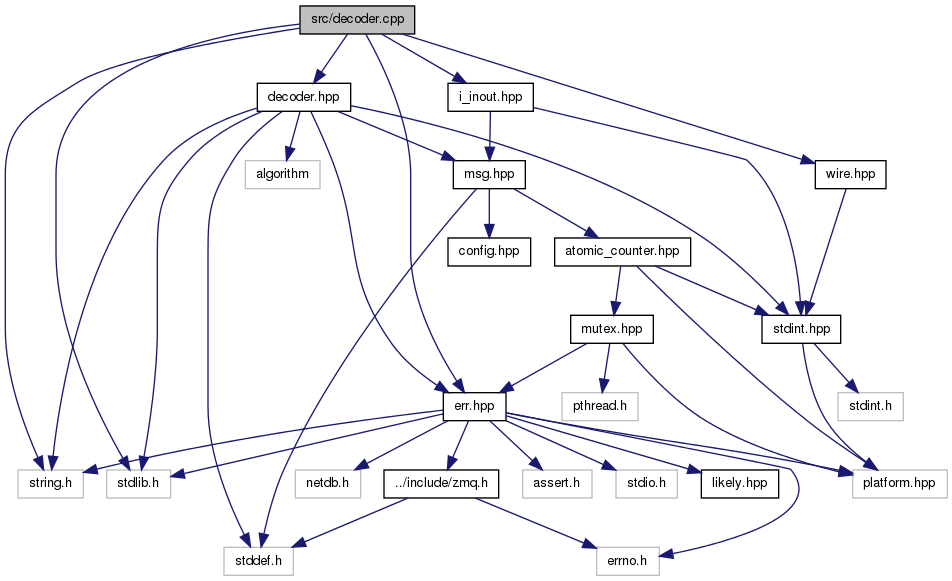 src/decoder.cpp
decoder.hpp
i_inout.hpp
algorithm
msg.hpp
wire.hpp
config.hpp
atomic_counter.hpp
mutex.hpp
stdint.hpp
err.hpp
pthread.h
stdint.h
string.h
stdlib.h
netdb.h
../include/zmq.h
assert.h
stdio.h
likely.hpp
platform.hpp
stddef.h
errno.h